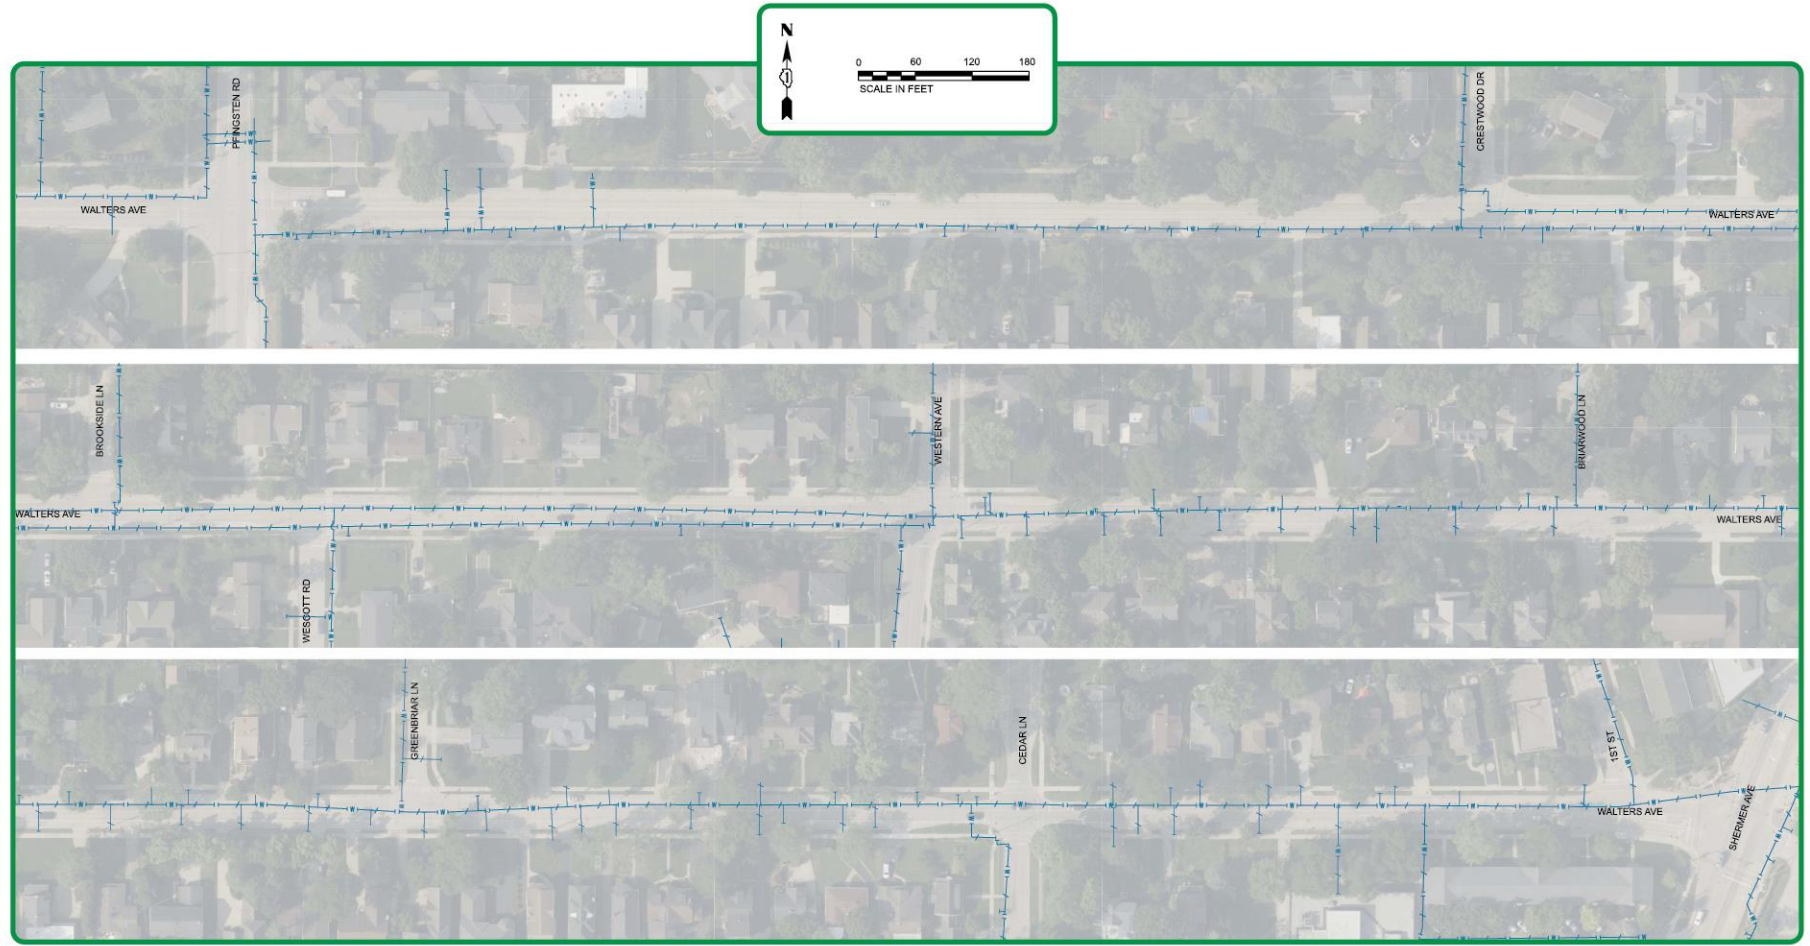 N
0 60 120 180
SCALE IN FEET
PFINGSTEN RD
CRESTWOOD DR
WALTERS AVE
WALTERS AVE
BROOKSIDE LN
WESTERN AVE
BRIARWOOD LN
WALTERS AVE
WALTERS AVE
WESCOTT RD
GREENBRIAR LN
CEDAR LN
1ST ST
WALTERS AVE
SHERMER AVE